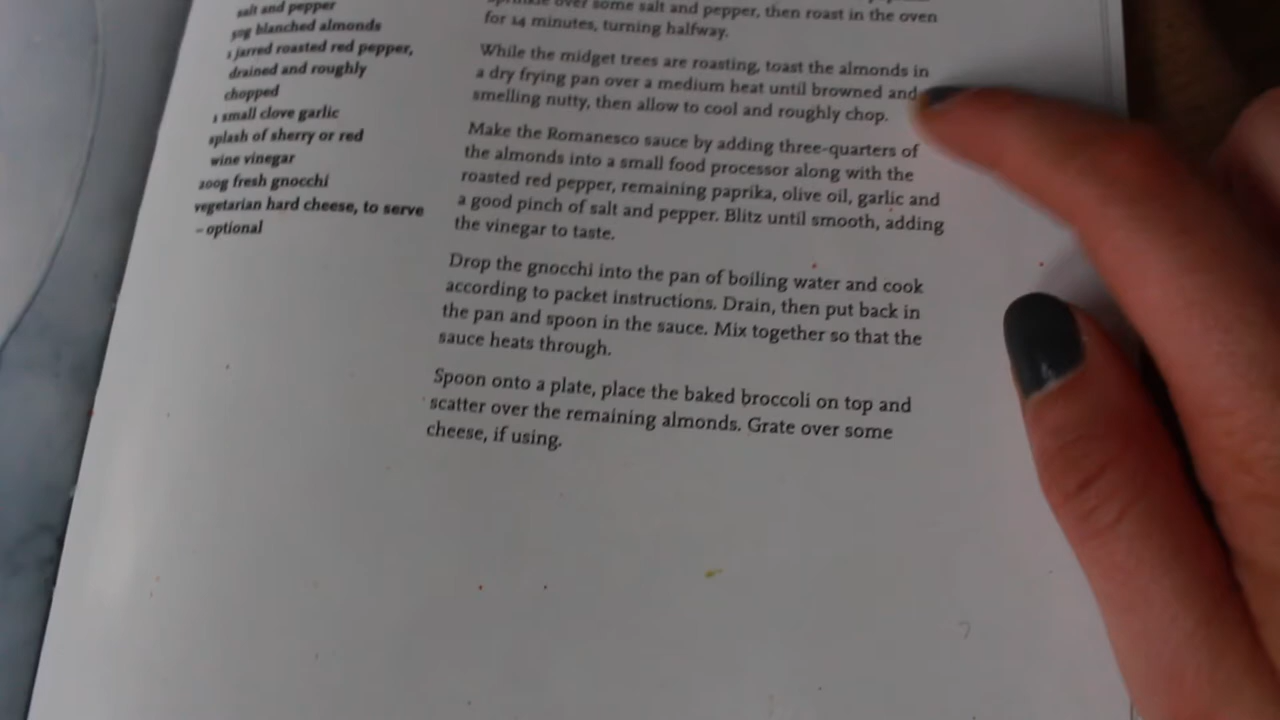 salt and pepper
50g blanched almonds
1 jarred roasted red pepper,
drained and roughly
chopped
1 small clove garlic
splash of sherry or red
wine vinegar
200g fresh gnocchi
vegetarian hard cheese, to serve
– optional
sprinkle over some salt and pepper, then roast in the oven
for 14 minutes, turning halfway.
While the midget trees are roasting, toast the almonds in
a dry frying pan over a medium heat until browned and
smelling nutty, then allow to cool and roughly chop.
Make the Romanesco sauce by adding three-quarters of
the almonds into a small food processor along with the
roasted red pepper, remaining paprika, olive oil, garlic and
a good pinch of salt and pepper. Blitz until smooth, adding
the vinegar to taste.
Drop the gnocchi into the pan of boiling water and cook
according to packet instructions. Drain, then put back in
the pan and spoon in the sauce. Mix together so that the
sauce heats through.
Spoon onto a plate, place the baked broccoli on top and
scatter over the remaining almonds. Grate over some
cheese, if using.
7